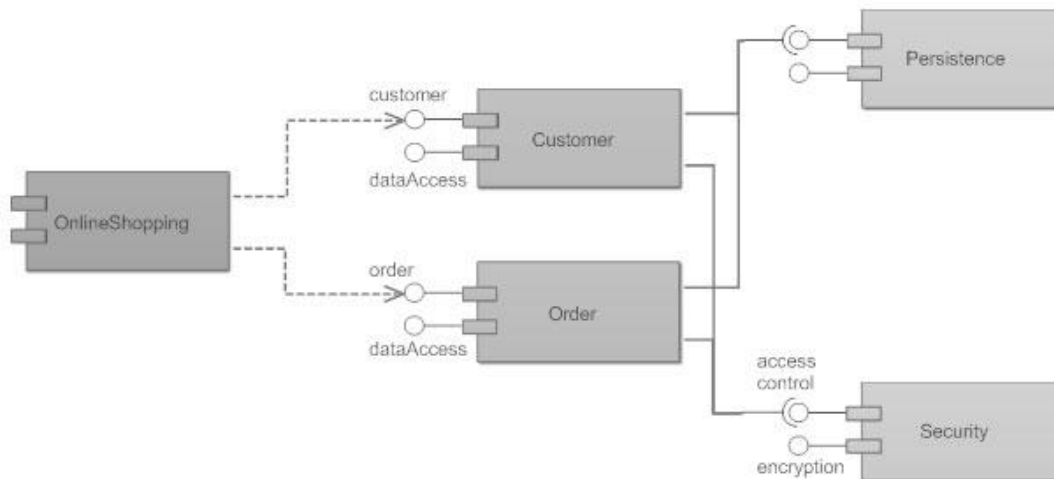 Persistence
customer
Customer
dataAccess
OnlineShopping
order
Order
dataAccess
access
control
Security
encryption